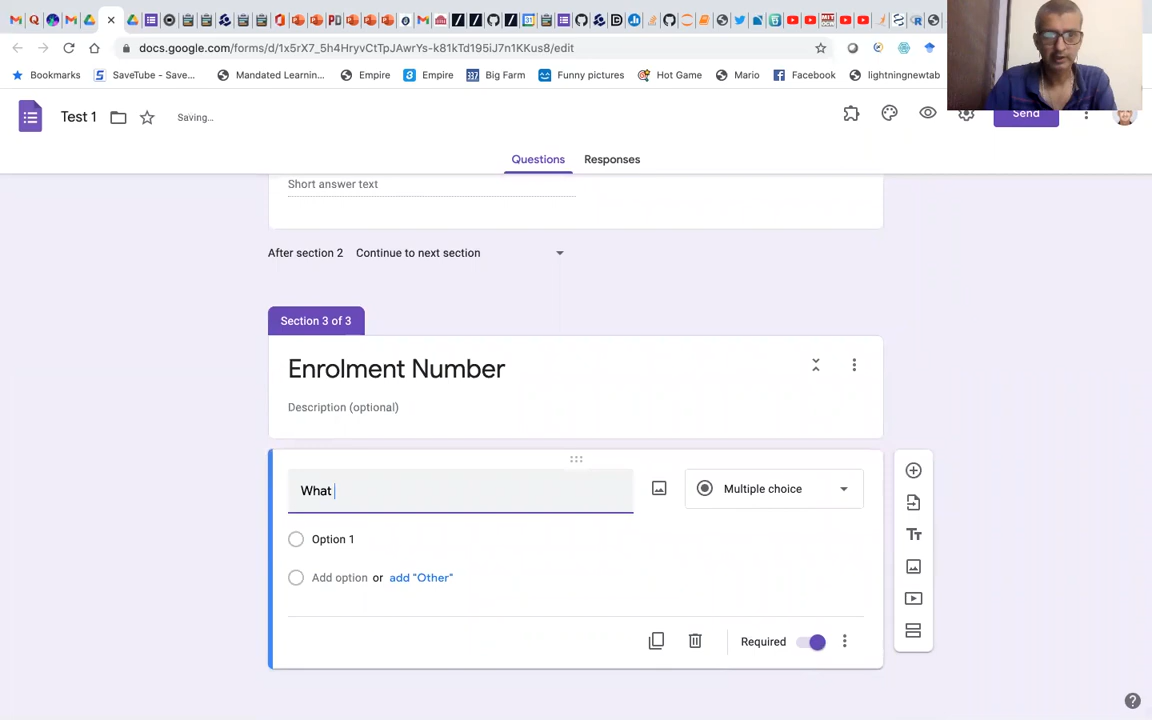 docs.google.com/forms/d/1x5rX7_5h4HryvCtTpJAwrYs-k81kTd195iJ7n1KKus8/edit
Bookmarks
SaveTube - Save...
Mandated Learnin...
Empire
Empire
Big Farm
Funny pictures
Hot Game
Mario
Facebook
lightningnewtab
Test 1
Saving...
Send
Questions
Responses
Short answer text
After section 2
Continue to next section
Section 3 of 3
Enrolment Number
Description (optional)
What
Multiple choice
Option 1
Add option or add "Other"
Required